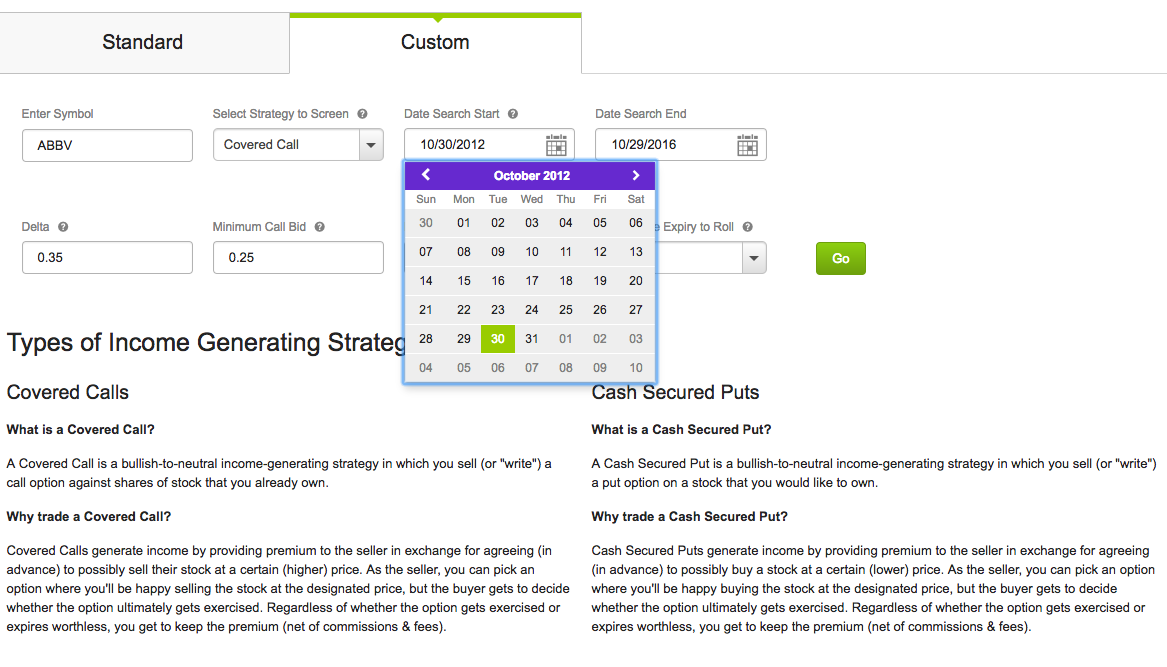 Standard
Custom
Enter Symbol
Select Strategy to Screen ?
Date Search Start ?
Date Search End
ABBV
Covered Call
10/30/2012
10/29/2016
October 2012
Sun Mon Tue Wed Thu Fri Sat
30 01 02 03 04 05 06
07 08 09 10 11 12 13
14 15 16 17 18 19 20
21 22 23 24 25 26 27
28 29 30 31 01 02 03
04 05 06 07 08 09 10
Delta ?
Minimum Call Bid ?
e Expiry to Roll ?
0.35
0.25
Go
Types of Income Generating Strateg
Covered Calls
What is a Covered Call?
A Covered Call is a bullish-to-neutral income-generating strategy in which you sell (or "write") a
call option against shares of stock that you already own.
Why trade a Covered Call?
Covered Calls generate income by providing premium to the seller in exchange for agreeing (in
advance) to possibly sell their stock at a certain (higher) price. As the seller, you can pick an
option where you'll be happy selling the stock at the designated price, but the buyer gets to decide
whether the option ultimately gets exercised. Regardless of whether the option gets exercised or
expires worthless, you get to keep the premium (net of commissions & fees).
Cash Secured Puts
What is a Cash Secured Put?
A Cash Secured Put is a bullish-to-neutral income-generating strategy in which you sell (or "write")
a put option on a stock that you would like to own.
Why trade a Cash Secured Put?
Cash Secured Puts generate income by providing premium to the seller in exchange for agreeing
(in advance) to possibly buy a stock at a certain (lower) price. As the seller, you can pick an option
where you'll be happy buying the stock at the designated price, but the buyer gets to decide
whether the option ultimately gets exercised. Regardless of whether the option gets exercised or
expires worthless, you get to keep the premium (net of commissions & fees).